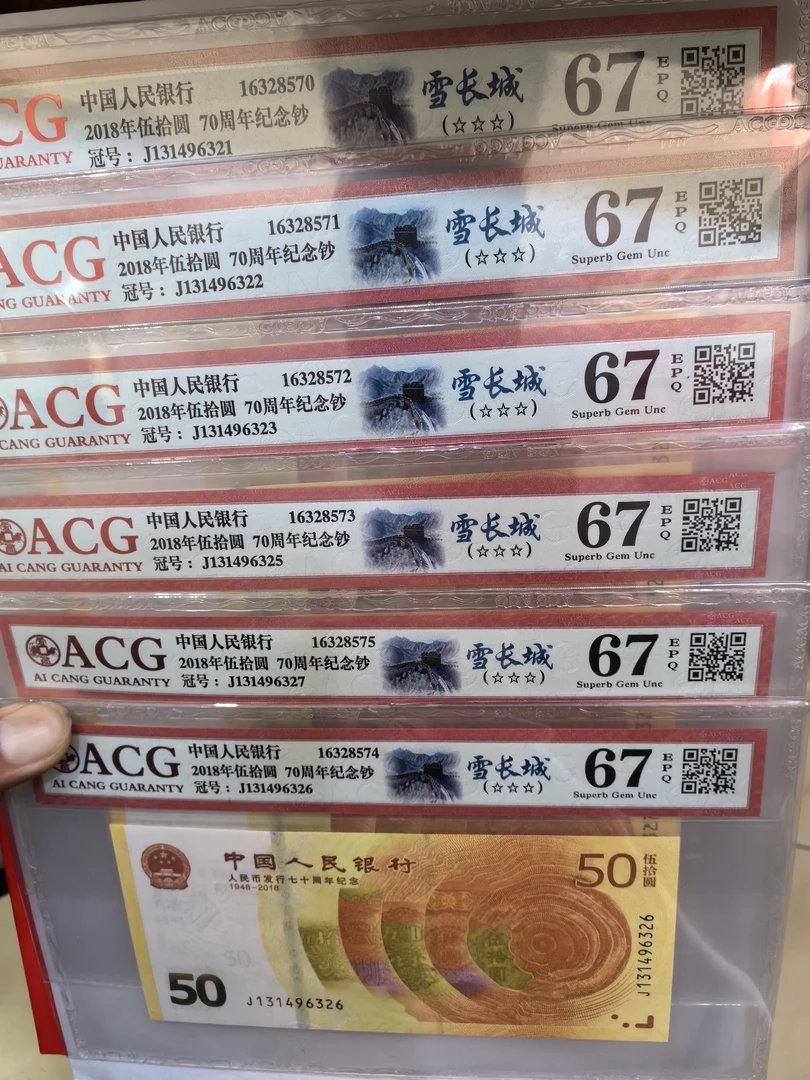 CG
UARANTY
中国人民银行 16328570
2018年伍拾圆 70周年纪念钞
冠号：J131496321
雪长城
(☆☆☆)
67
EPQ
Superb Gem Unc
ACG
NG GUARANTY
中国人民银行 16328571
2018年伍拾圆 70周年纪念钞
冠号：J131496322
雪长城
(☆☆☆)
67
EPQ
Superb Gem Unc
ACG
CANG GUARANTY
中国人民银行 16328572
2018年伍拾圆 70周年纪念钞
冠号：J131496323
雪长城
(☆☆☆)
67
EPQ
Superb Gem Unc
ACG
AI CANG GUARANTY
中国人民银行 16328573
2018年伍拾圆 70周年纪念钞
冠号：J131496325
雪长城
(☆☆☆)
67
EPQ
Superb Gem Unc
ACG
AI CANG GUARANTY
中国人民银行 16328575
2018年伍拾圆 70周年纪念钞
冠号：J131496327
雪长城
(☆☆☆)
67
EPQ
Superb Gem Unc
ACG
AI CANG GUARANTY
中国人民银行 16328574
2018年伍拾圆 70周年纪念钞
冠号：J131496326
雪长城
(☆☆☆)
67
EPQ
Superb Gem Unc
中国人民银行
人民币发行七十周年纪念
1948-2018
50 伍拾圆
50
伍拾圆
J131496326
50 J131496326